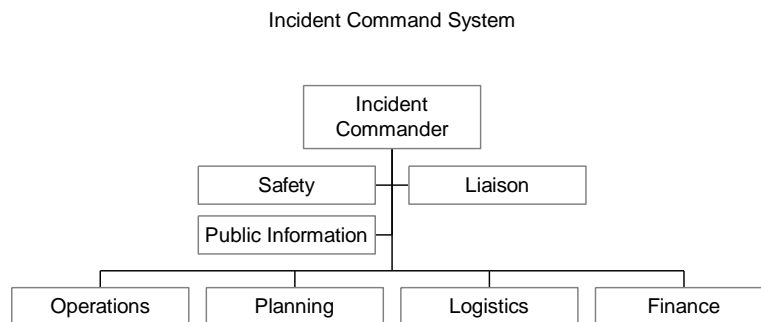 Incident Command System
Incident
Commander
Safety
Liaison
Public Information
Operations
Planning
Logistics
Finance